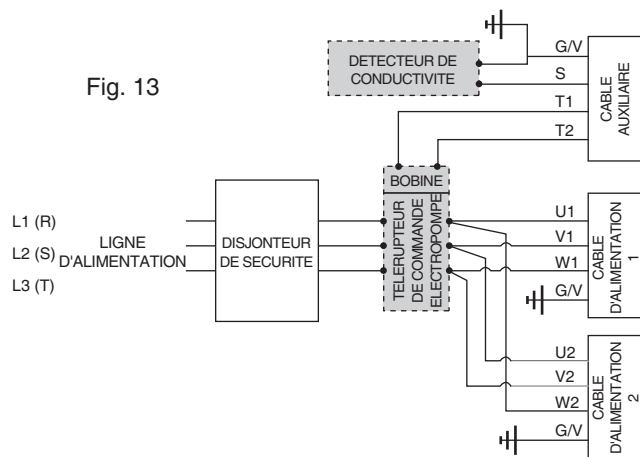 Fig. 13
DETECTEUR DE
CONDUCTIVITE
G/V
S
T1
T2
CABLE
AUXILIAIRE
BOBINE
L1 (R)
L2 (S)
L3 (T)
LIGNE
D'ALIMENTATION
DISJONTEUR
DE SECURITE
TELERUPTEUR
DE COMMANDE
ELECTROPOMPE
U1
V1
W1
G/V
CABLE
D'ALIMENTATION
1
U2
V2
W2
G/V
CABLE
D'ALIMENTATION
2